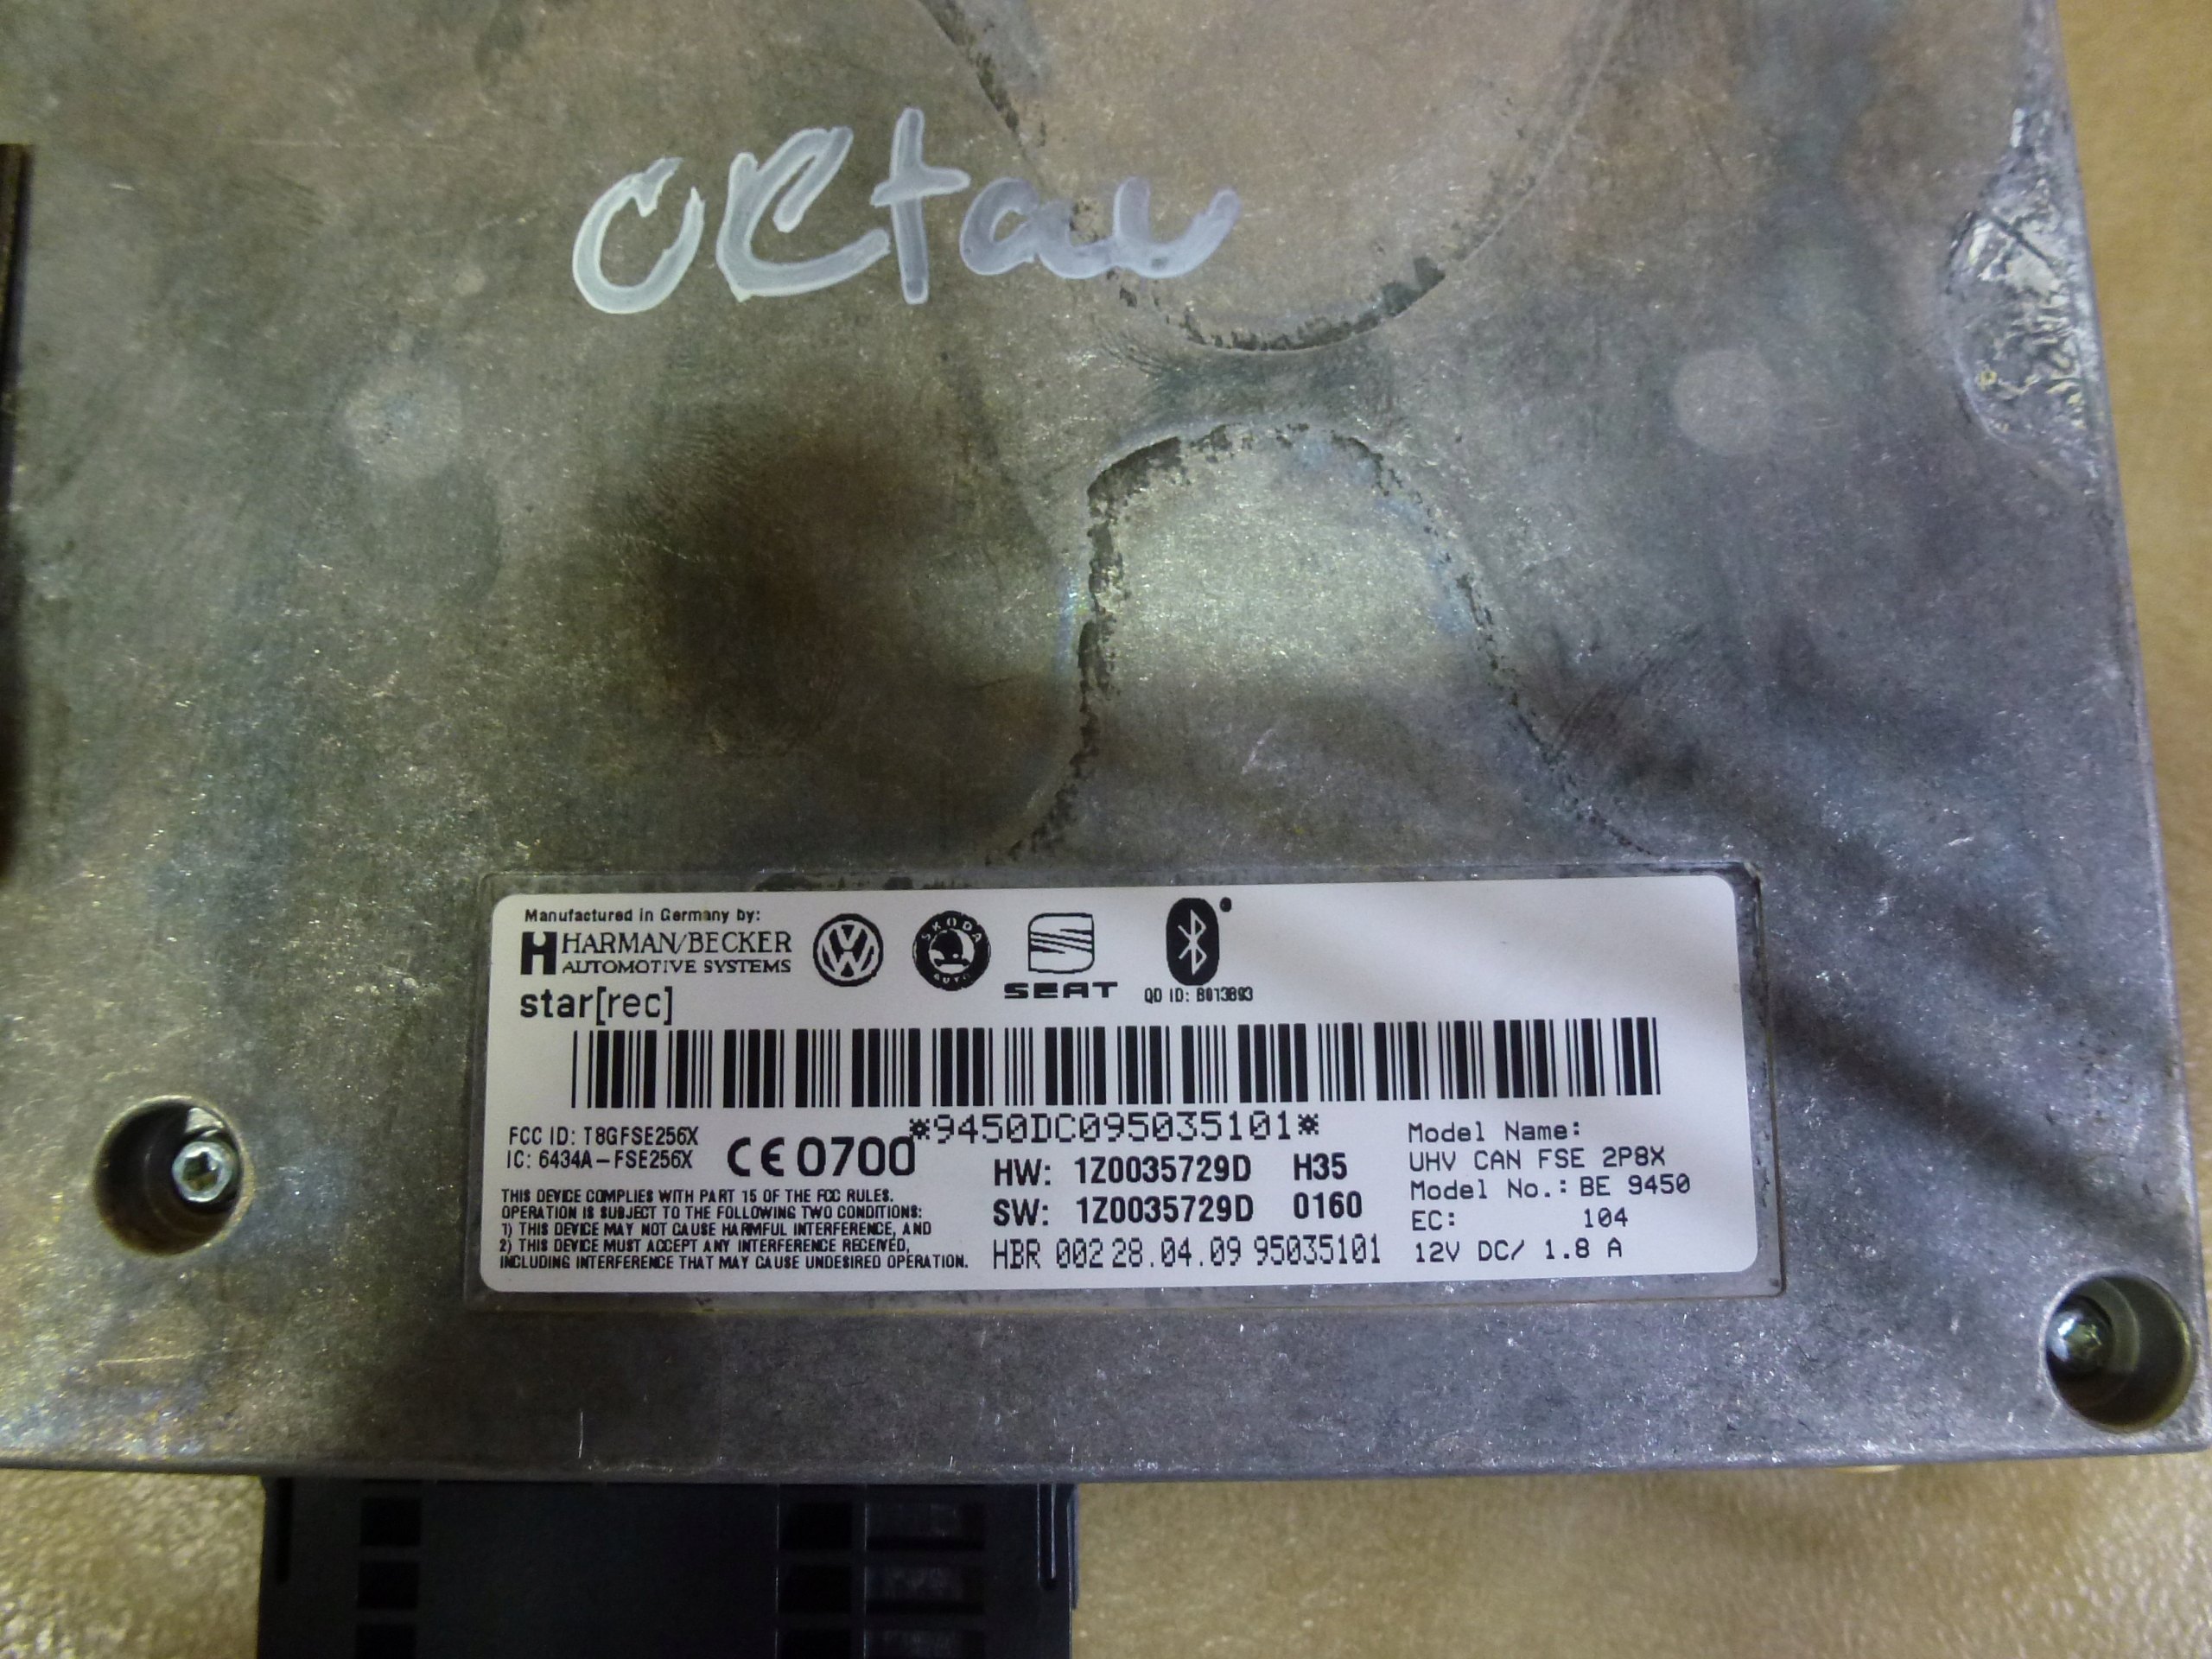 OCtav
Manufactured in Germany by:
HARMAN/BECKER
AUTOMOTIVE SYSTEMS
star[rec]
SKODA
AUTO
SEAT
QD ID: B013893
*9450DC095035101*
FCC ID: T8GFSE256X
IC: 6434A-FSE256X
CE 0700
THIS DEVICE COMPLIES WITH PART 15 OF THE FCC RULES.
OPERATION IS SUBJECT TO THE FOLLOWING TWO CONDITIONS:
1) THIS DEVICE MAY NOT CAUSE HARMFUL INTERFERENCE, AND
2) THIS DEVICE MUST ACCEPT ANY INTERFERENCE RECEIVED,
INCLUDING INTERFERENCE THAT MAY CAUSE UNDESIRED OPERATION.
HW: 1Z0035729D H35
SW: 1Z0035729D 0160
HBR 002 28.04.09 95035101
Model Name:
UHV CAN FSE 2P8X
Model No.: BE 9450
EC: 104
12V DC/ 1.8 A